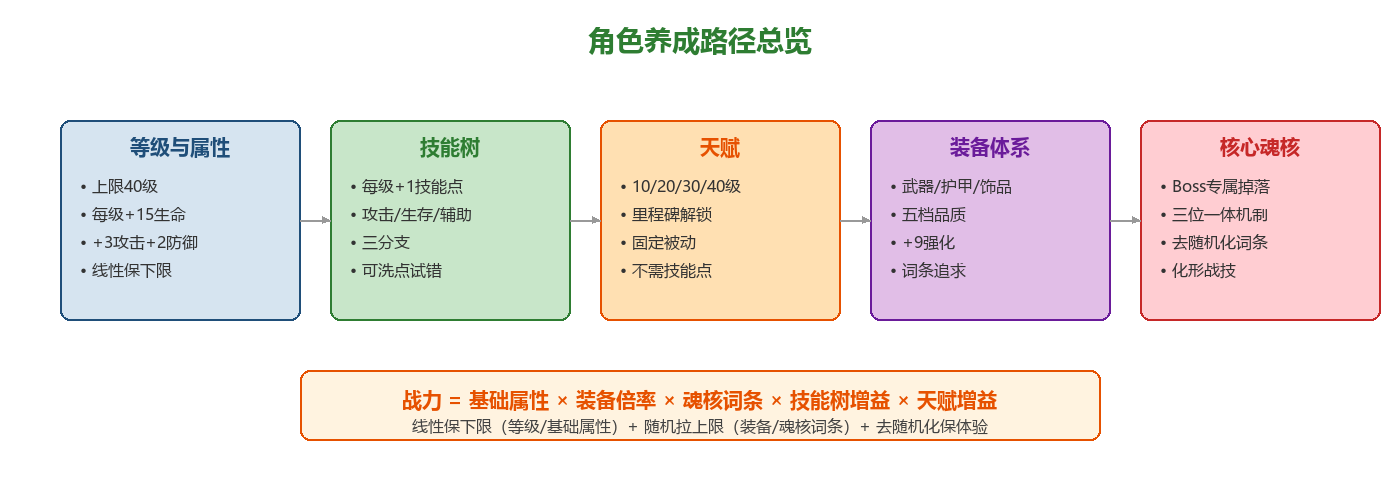 角色养成路径总览
等级与属性
• 上限40级
• 每级+15生命
• +3攻击+2防御
• 线性保下限
技能树
• 每级+1技能点
• 攻击/生存/辅助
• 三分支
• 可洗点试错
天赋
• 10/20/30/40级
• 里程碑解锁
• 固定被动
• 不需技能点
装备体系
• 武器/护甲/饰品
• 五档品质
• +9强化
• 词条追求
核心魂核
• Boss专属掉落
• 三位一体机制
• 去随机化词条
• 化形战技
战力 = 基础属性 × 装备倍率 × 魂核词条 × 技能树增益 × 天赋增益
线性保下限（等级/基础属性）+ 随机拉上限（装备/魂核词条）+ 去随机化保体验